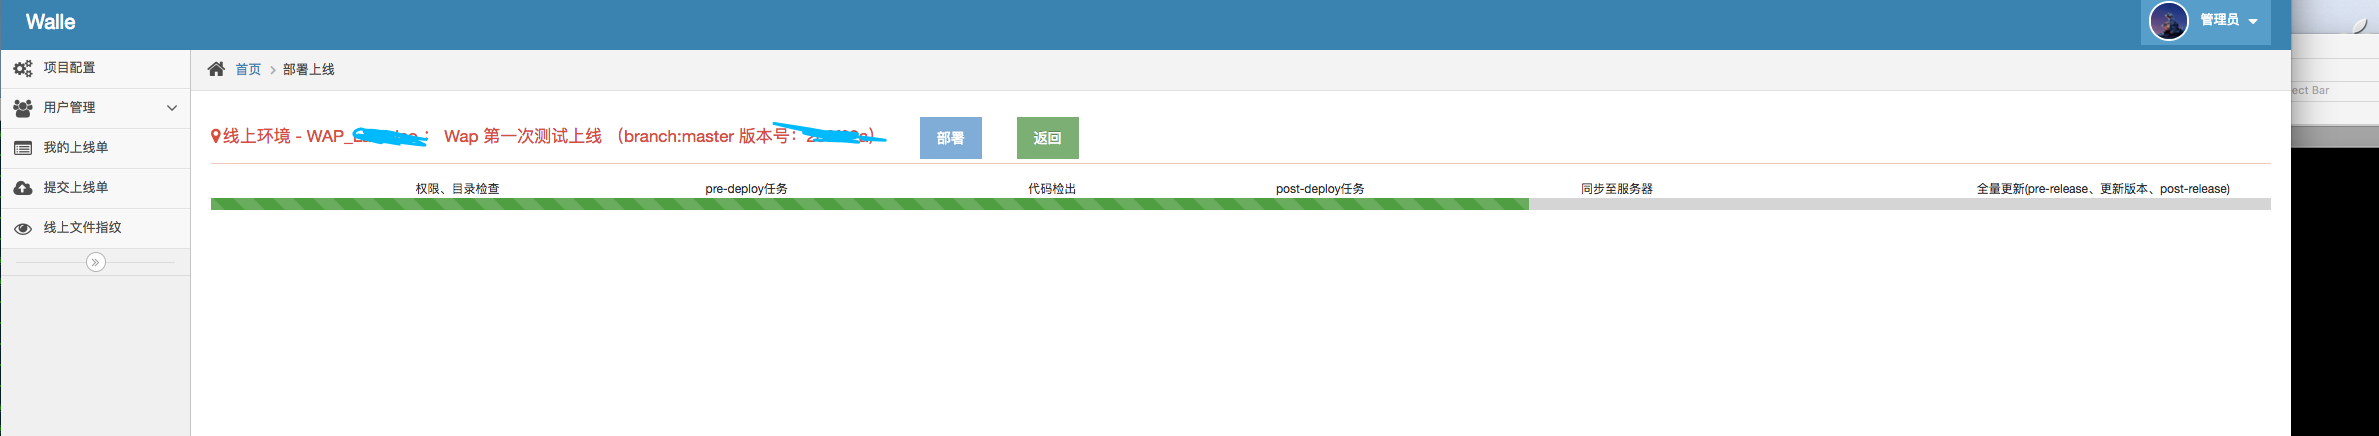 Walle
管理员
项目配置
用户管理
我的上线单
提交上线单
线上文件指纹
首页 > 部署上线
线上环境 - WAP_ ： Wap 第一次测试上线 （branch:master 版本号： ）
部署
返回
权限、目录检查
pre-deploy任务
代码检出
post-deploy任务
同步至服务器
全量更新(pre-release、更新版本、post-release)
ect Bar